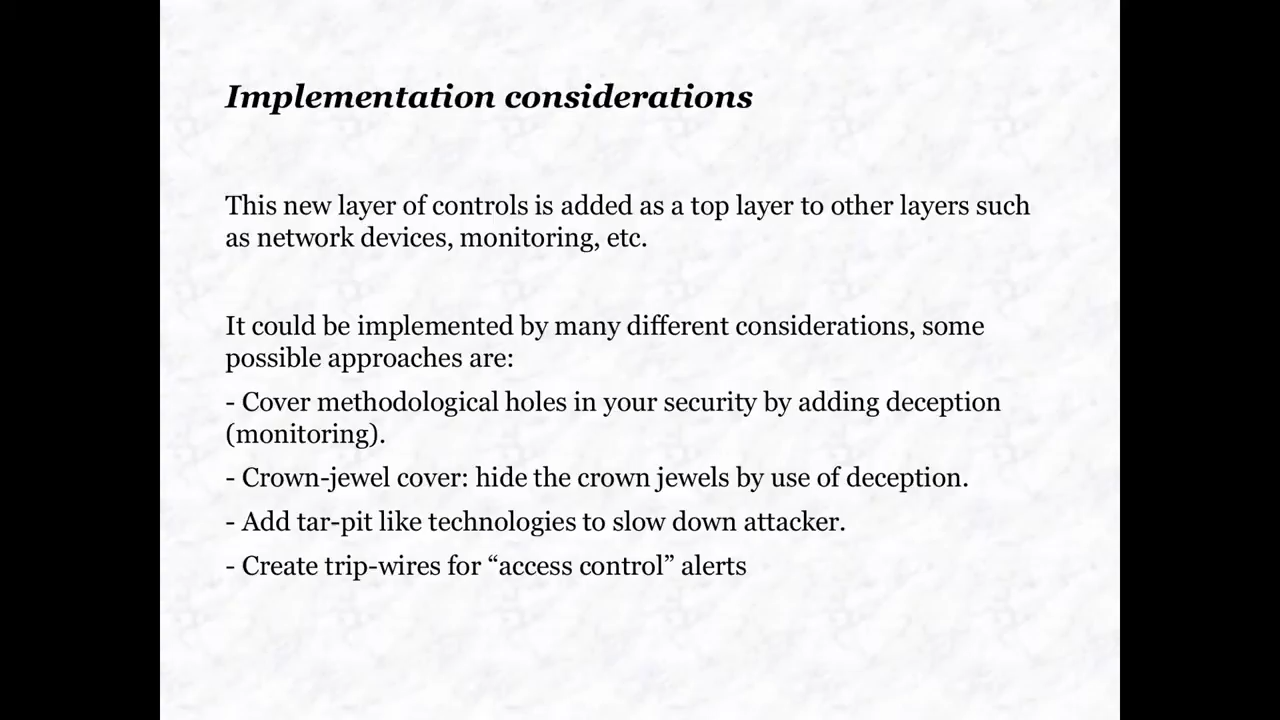 Implementation considerations
This new layer of controls is added as a top layer to other layers such
as network devices, monitoring, etc.
It could be implemented by many different considerations, some
possible approaches are:
- Cover methodological holes in your security by adding deception
(monitoring).
- Crown-jewel cover: hide the crown jewels by use of deception.
- Add tar-pit like technologies to slow down attacker.
- Create trip-wires for “access control” alerts